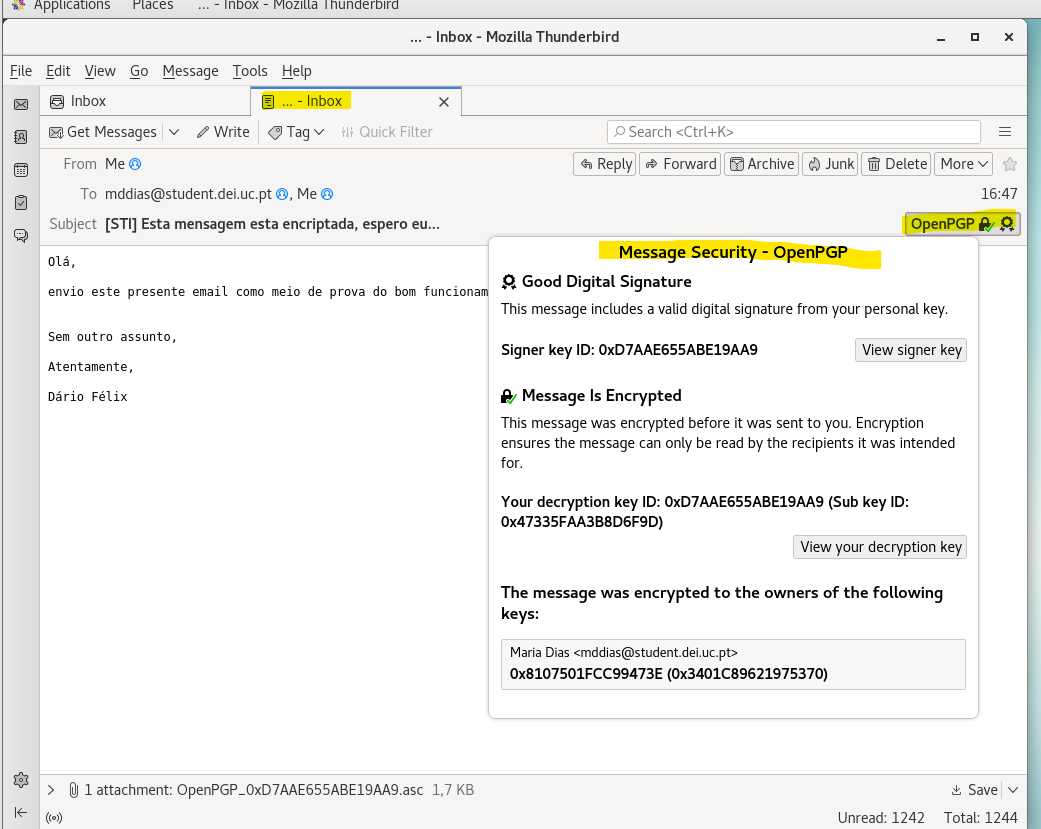 Applications Places ... - Inbox - Mozilla Thunderbird
... - Inbox - Mozilla Thunderbird
File Edit View Go Message Tools Help
Inbox ... - Inbox
Get Messages Write Tag Quick Filter Search <Ctrl+K>
From Me Reply Forward Archive Junk Delete More
To mddias@student.dei.uc.pt , Me 16:47
Subject [STI] Esta mensagem esta encriptada, espero eu... OpenPGP
Olá,
envio este presente email como meio de prova do bom funcionam
Sem outro assunto,
Atentamente,
Dário Félix
Message Security - OpenPGP
Good Digital Signature
This message includes a valid digital signature from your personal key.
Signer key ID: 0xD7AAE655ABE19AA9 View signer key
Message Is Encrypted
This message was encrypted before it was sent to you. Encryption
ensures the message can only be read by the recipients it was intended
for.
Your decryption key ID: 0xD7AAE655ABE19AA9 (Sub key ID:
0x47335FAA3B8D6F9D)
View your decryption key
The message was encrypted to the owners of the following
keys:
Maria Dias <mddias@student.dei.uc.pt>
0x8107501FCC99473E (0x3401C89621975370)
1 attachment: OpenPGP_0xD7AAE655ABE19AA9.asc 1,7 KB Save
Unread: 1242 Total: 1244